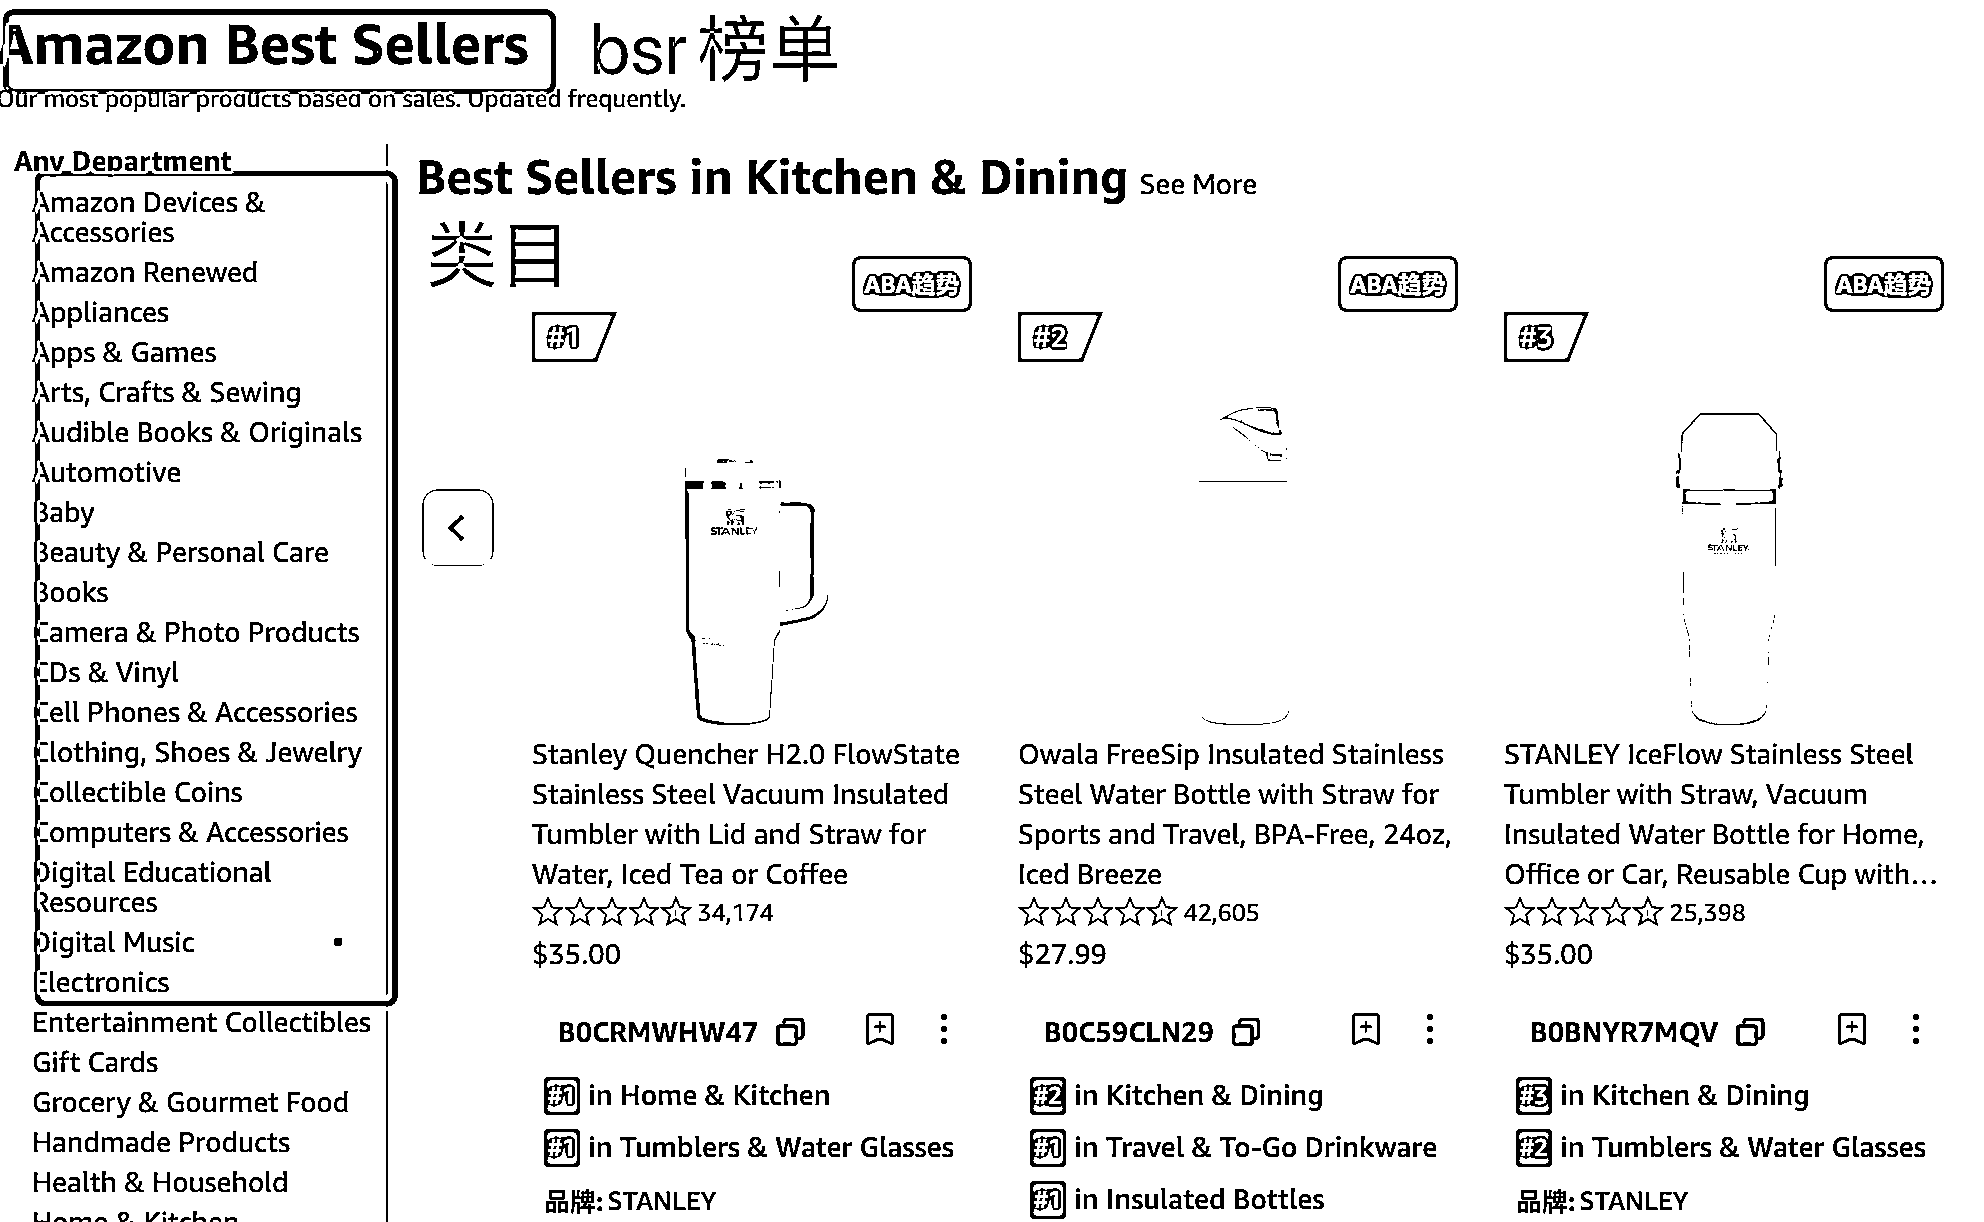 Amazon Best Sellers bsr榜单
Our most popular products based on sales. Updated frequently.
Any Department
Amazon Devices &
Accessories
Amazon Renewed
Appliances
Apps & Games
Arts, Crafts & Sewing
Audible Books & Originals
Automotive
Baby
Beauty & Personal Care
Books
Camera & Photo Products
CDs & Vinyl
Cell Phones & Accessories
Clothing, Shoes & Jewelry
Collectible Coins
Computers & Accessories
Digital Educational
Resources
Digital Music
Electronics
Entertainment Collectibles
Gift Cards
Grocery & Gourmet Food
Handmade Products
Health & Household
Home & Kitchen
Best Sellers in Kitchen & Dining See More
类目
ABA趋势
#1
STANLEY
Stanley Quencher H2.0 FlowState
Stainless Steel Vacuum Insulated
Tumbler with Lid and Straw for
Water, Iced Tea or Coffee
34,174
$35.00
B0CRMWHW47
#1 in Home & Kitchen
#1 in Tumblers & Water Glasses
品牌: STANLEY
ABA趋势
#2
Owala FreeSip Insulated Stainless
Steel Water Bottle with Straw for
Sports and Travel, BPA-Free, 24oz,
Iced Breeze
42,605
$27.99
B0C59CLN29
#2 in Kitchen & Dining
#1 in Travel & To-Go Drinkware
#1 in Insulated Bottles
ABA趋势
#3
STANLEY
STANLEY IceFlow Stainless Steel
Tumbler with Straw, Vacuum
Insulated Water Bottle for Home,
Office or Car, Reusable Cup with…
25,398
$35.00
B0BNYR7MQV
#3 in Kitchen & Dining
#2 in Tumblers & Water Glasses
品牌: STANLEY